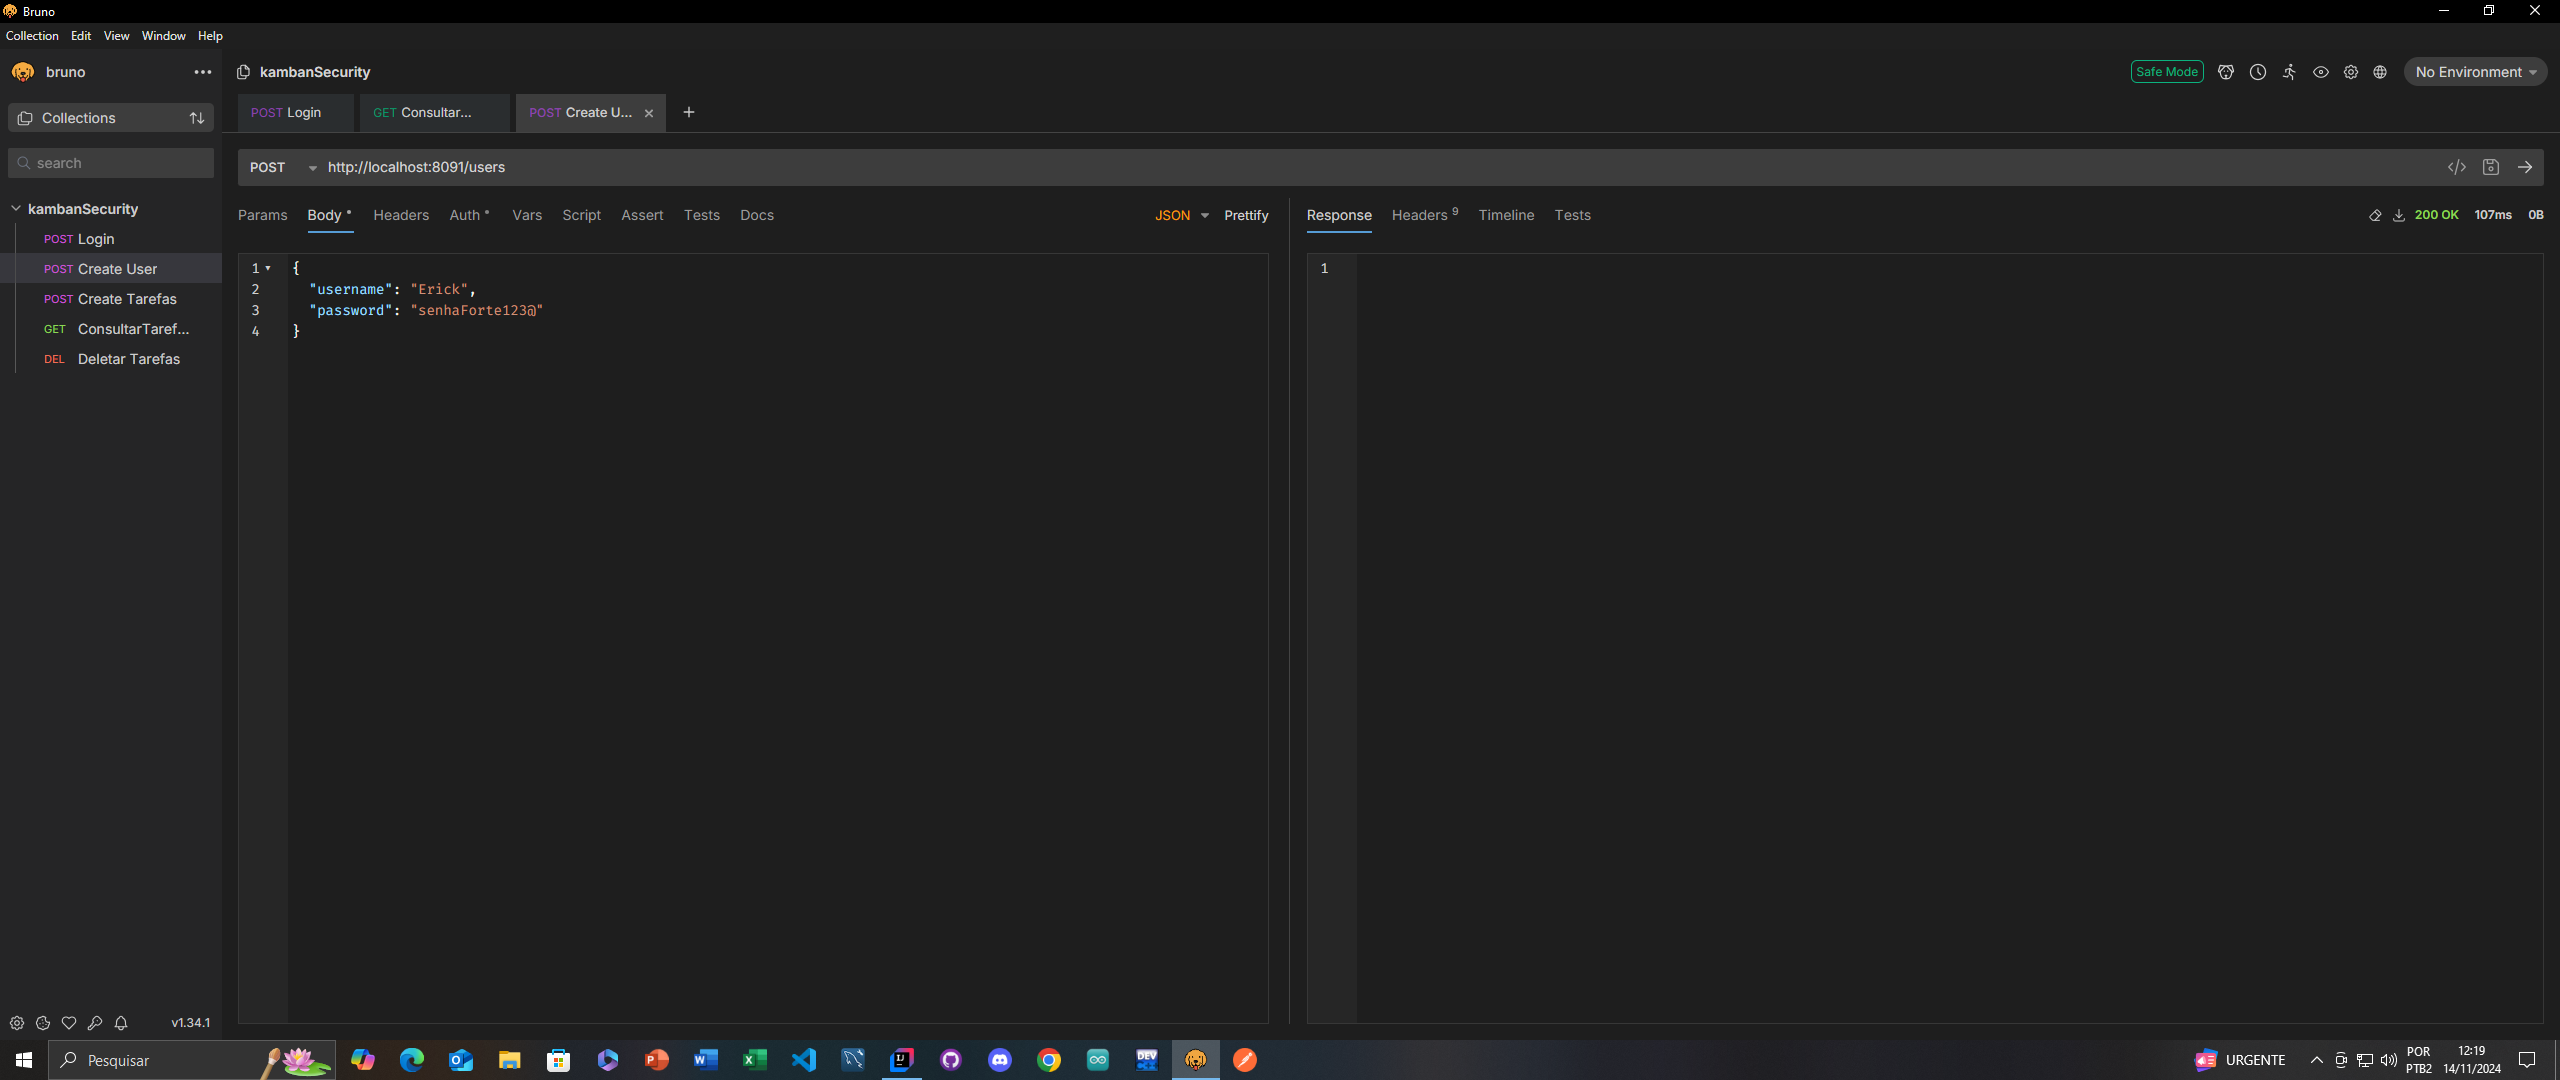 Bruno
Collection Edit View Window Help
bruno
kambanSecurity
Safe Mode
No Environment
Collections
POST Login
GET Consultar...
POST Create U...
search
POST
http://localhost:8091/users
kambanSecurity
POST Login
POST Create User
POST Create Tarefas
GET ConsultarTaref...
DEL Deletar Tarefas
Params Body Headers Auth Vars Script Assert Tests Docs
JSON Prettify
Response Headers 9 Timeline Tests
200 OK 107ms 0B
1 {
2 "username": "Erick",
3 "password": "senhaForte123@"
4 }
1
v1.34.1
Pesquisar
DEV C++
URGENTE
POR
PTB2
12:19
14/11/2024